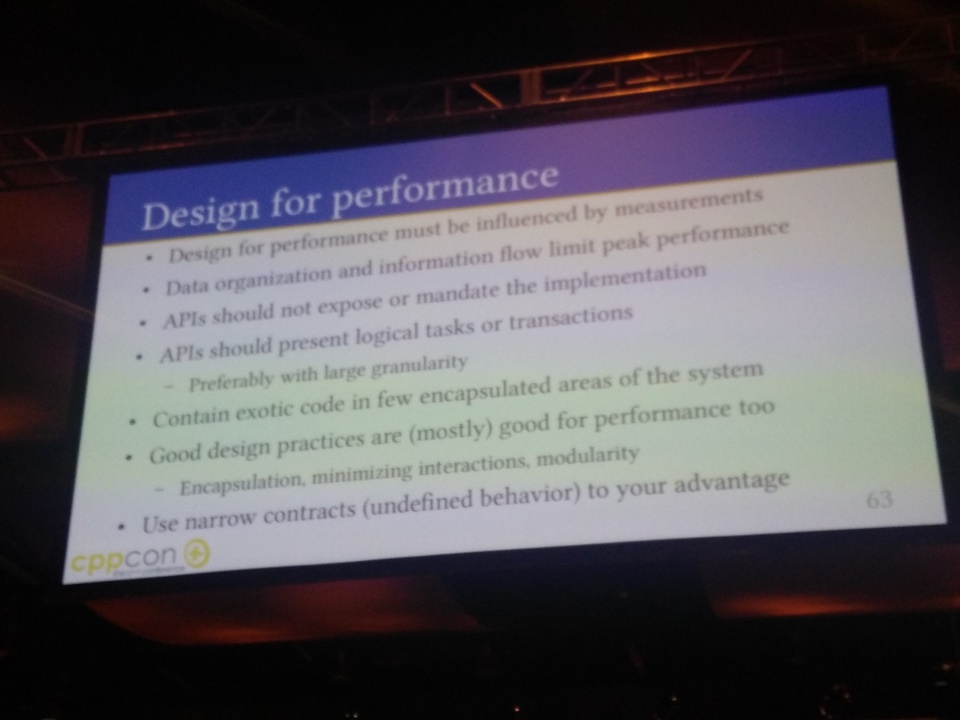 Design for performance
• Design for performance must be influenced by measurements
• Data organization and information flow limit peak performance
• APIs should not expose or mandate the implementation
• APIs should present logical tasks or transactions
– Preferably with large granularity
• Contain exotic code in few encapsulated areas of the system
• Good design practices are (mostly) good for performance too
– Encapsulation, minimizing interactions, modularity
• Use narrow contracts (undefined behavior) to your advantage
63
cppcon